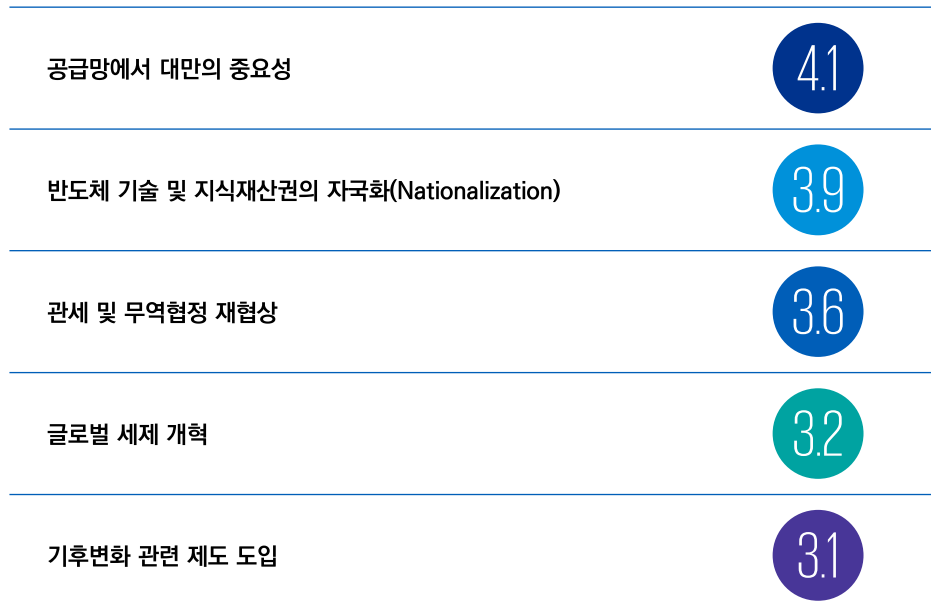 공급망에서 대만의 중요성 4.1
반도체 기술 및 지식재산권의 자국화(Nationalization) 3.9
관세 및 무역협정 재협상 3.6
글로벌 세제 개혁 3.2
기후변화 관련 제도 도입 3.1